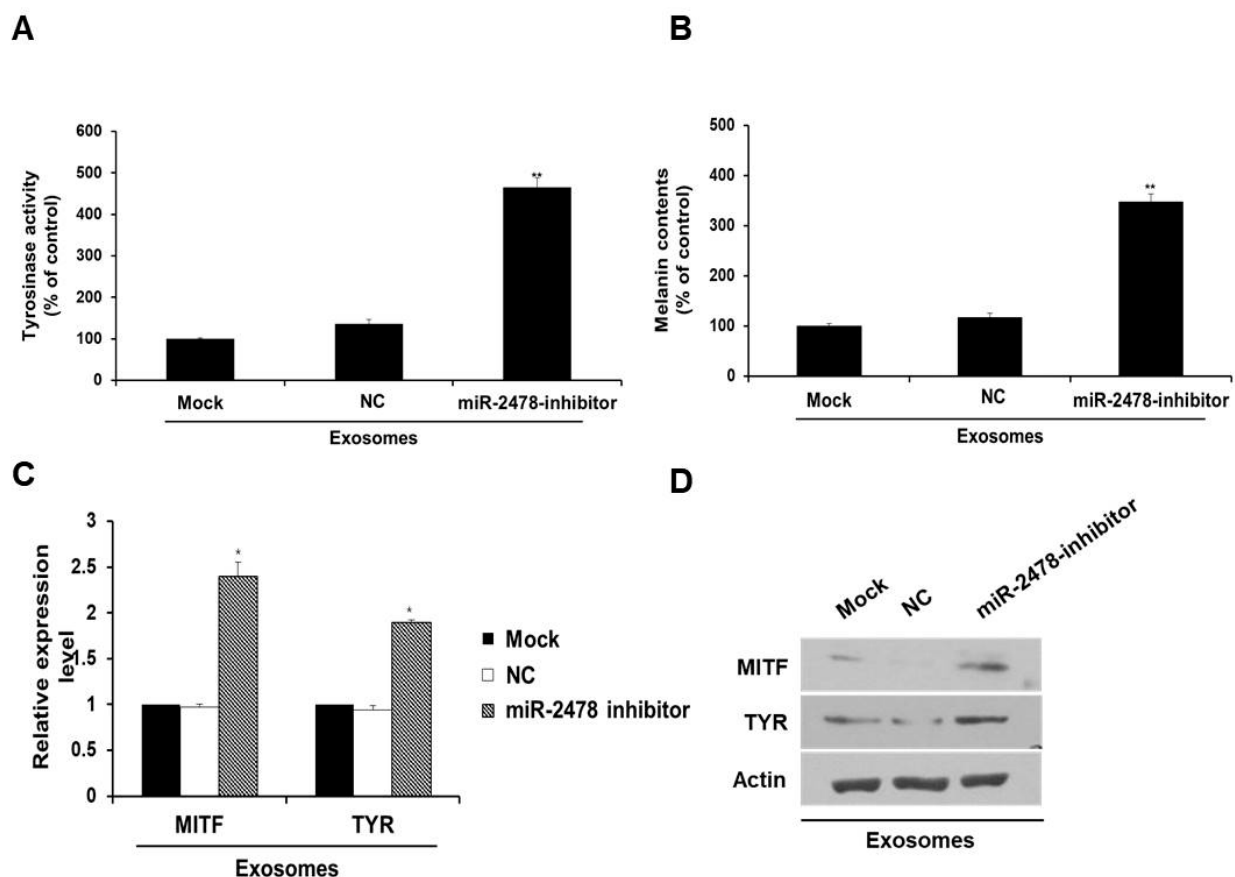 A
Tyrosinase activity
(% of control)
600
500
400
300
200
100
0
**
Mock NC miR-2478-inhibitor
Exosomes
B
Melanin contents
(% of control)
500
400
300
200
100
0
**
Mock NC miR-2478-inhibitor
Exosomes
C
Relative expression
level
3
2.5
2
1.5
1
0.5
0
*
*
MITF TYR
Exosomes
Mock
NC
miR-2478 inhibitor
D
Mock NC miR-2478-inhibitor
MITF
TYR
Actin
Exosomes